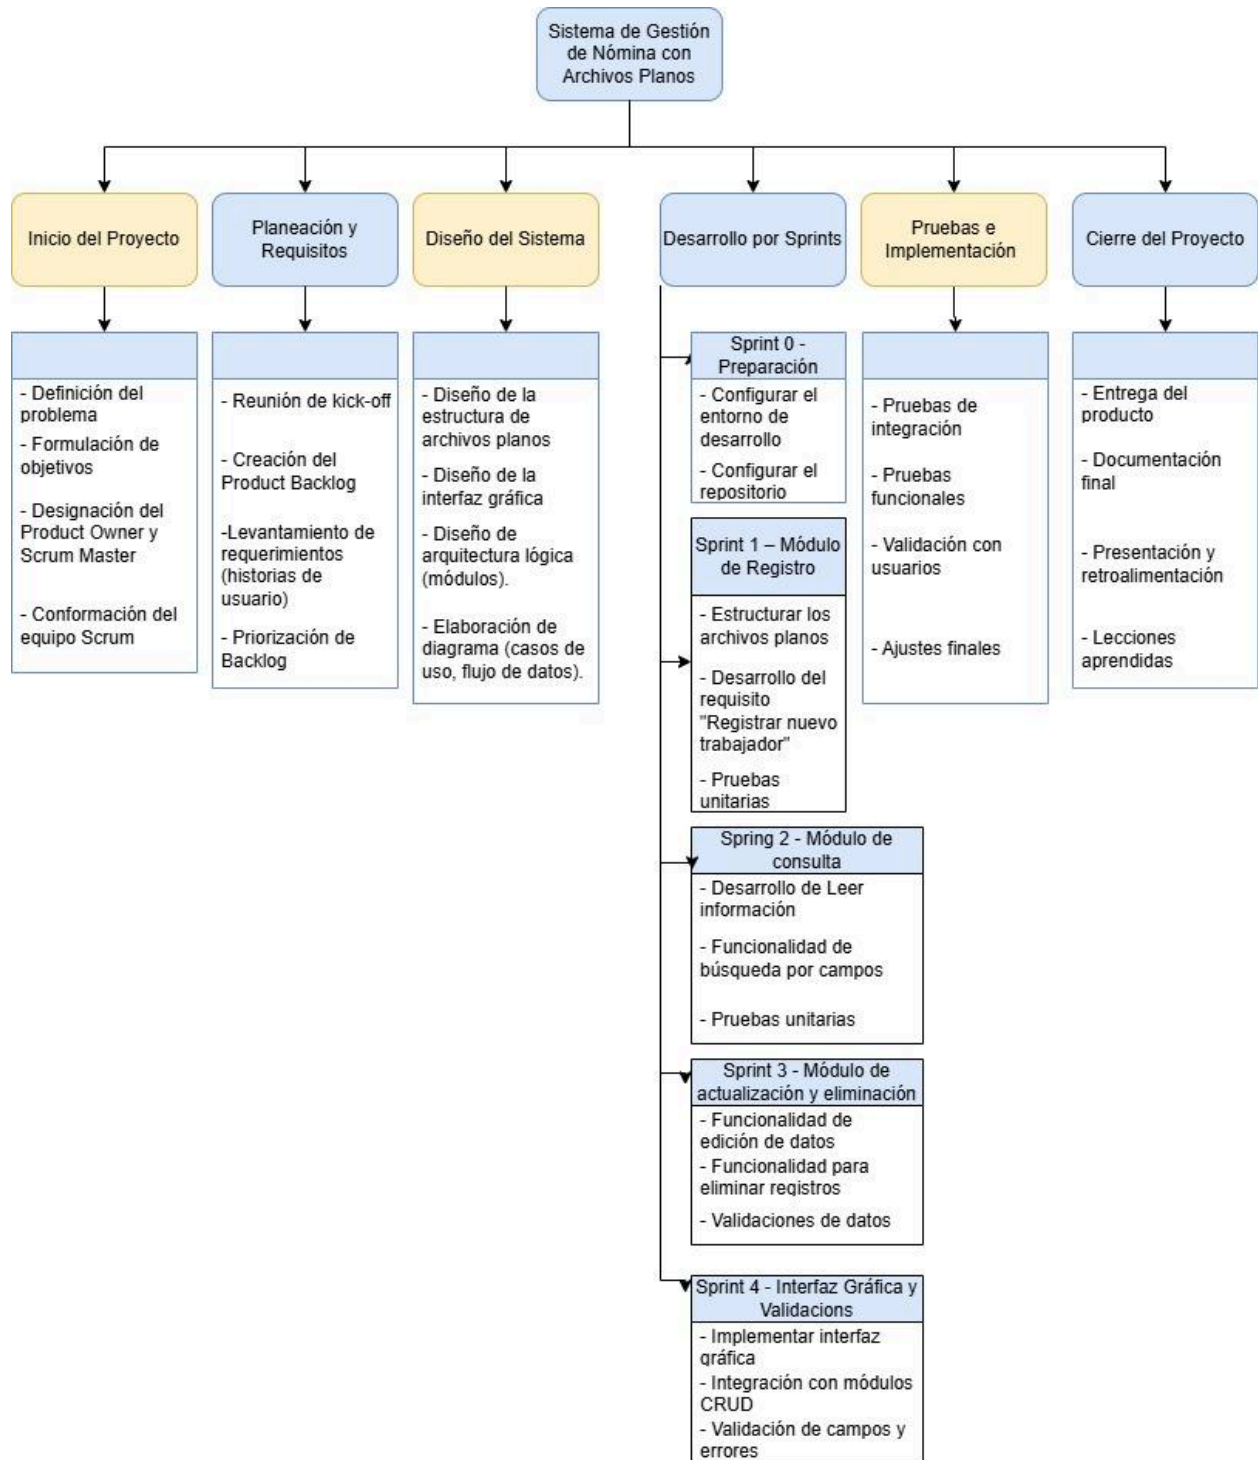 Sistema de Gestión
de Nómina con
Archivos Planos
Inicio del Proyecto
Planeación y
Requisitos
Diseño del Sistema
Desarrollo por Sprints
Pruebas e
Implementación
Cierre del Proyecto
- Definición del
problema
- Formulación de
objetivos
- Designación del
Product Owner y
Scrum Master
- Conformación del
equipo Scrum
- Reunión de kick-off
- Creación del
Product Backlog
-Levantamiento de
requerimientos
(historias de
usuario)
- Priorización de
Backlog
- Diseño de la
estructura de
archivos planos
- Diseño de la
interfaz gráfica
- Diseño de
arquitectura lógica
(módulos).
- Elaboración de
diagrama (casos de
uso, flujo de datos).
Sprint 0 -
Preparación
- Configurar el
entorno de
desarrollo
- Configurar el
repositorio
Sprint 1 – Módulo
de Registro
- Estructurar los
archivos planos
- Desarrollo del
requisito
"Registrar nuevo
trabajador"
- Pruebas
unitarias
Spring 2 - Módulo de
consulta
- Desarrollo de Leer
información
- Funcionalidad de
búsqueda por campos
- Pruebas unitarias
Sprint 3 - Módulo de
actualización y eliminación
- Funcionalidad de
edición de datos
- Funcionalidad para
eliminar registros
- Validaciones de datos
Sprint 4 - Interfaz Gráfica y
Validacions
- Implementar interfaz
gráfica
- Integración con módulos
CRUD
- Validación de campos y
errores
- Pruebas de
integración
- Pruebas
funcionales
- Validación con
usuarios
- Ajustes finales
- Entrega del
producto
- Documentación
final
- Presentación y
retroalimentación
- Lecciones
aprendidas